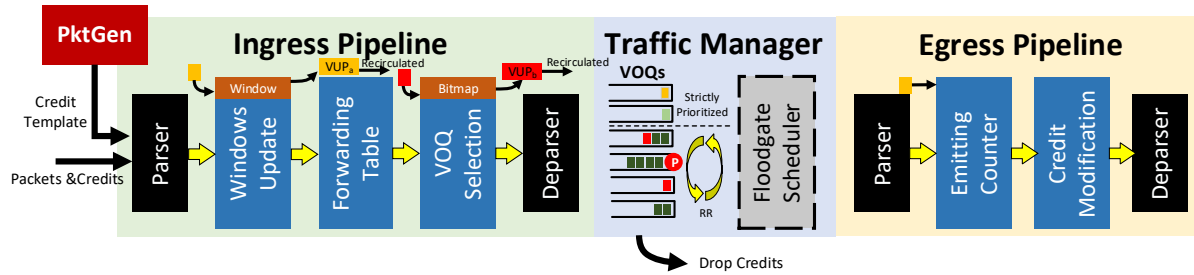 PktGen
Ingress Pipeline
Traffic Manager
Egress Pipeline
Credit
Template
Packets &Credits
Parser
Window
Windows
Update
VUPa
Recirculated
Forwarding
Table
Bitmap
VOQ
Selection
VUPb
Recirculated
Deparser
VOQs
Strictly
Prioritized
P
RR
Floodgate
Scheduler
Drop Credits
Parser
Emitting
Counter
Credit
Modification
Deparser